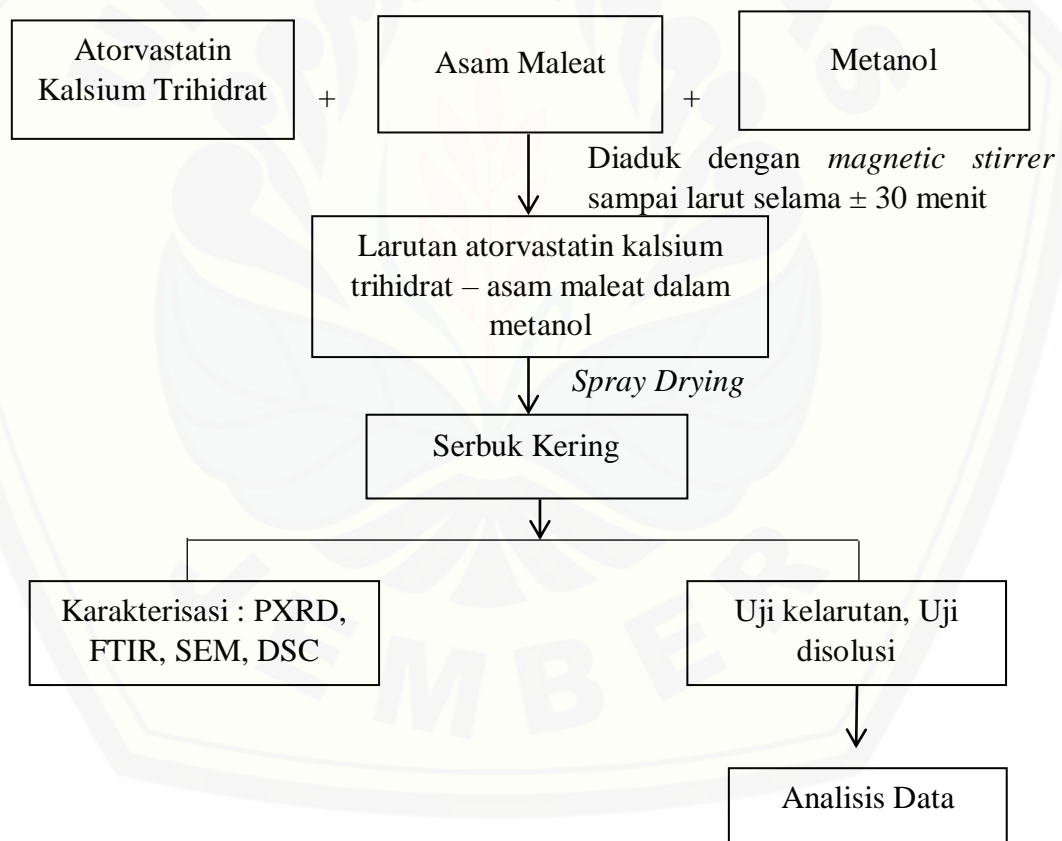 Atorvastatin
Kalsium Trihidrat
+
Asam Maleat
+
Metanol
Diaduk dengan magnetic stirrer
sampai larut selama ± 30 menit
Larutan atorvastatin kalsium
trihidrat – asam maleat dalam
metanol
Spray Drying
Serbuk Kering
Karakterisasi : PXRD,
FTIR, SEM, DSC
Uji kelarutan, Uji
disolusi
Analisis Data
JEMBER